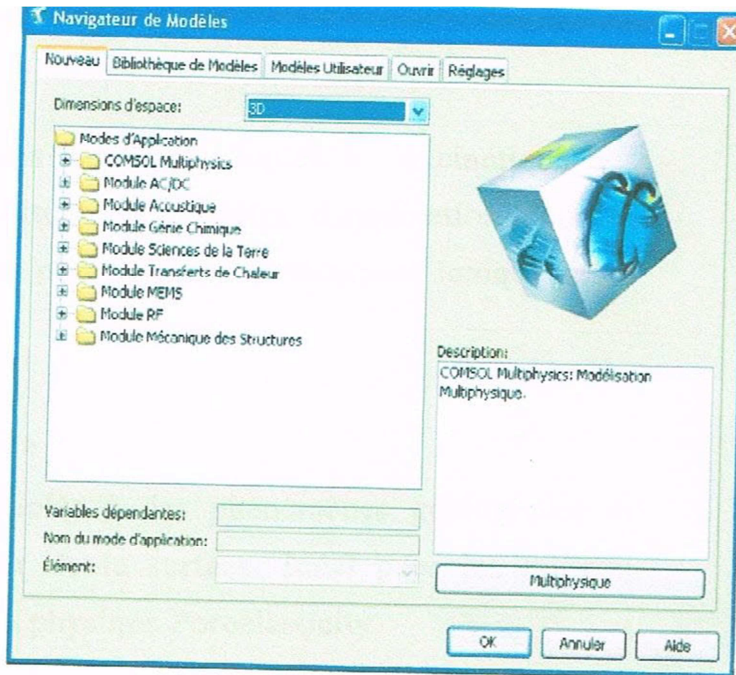 Navigateur de Modèles
Nouveau Bibliothèque de Modèles Modèles Utilisateur Ouvrir Réglages
Dimensions d'espace: 3D
Modes d'Application
COMSOL Multiphysics
Module AC/DC
Module Acoustique
Module Génie Chimique
Module Sciences de la Terre
Module Transferts de Chaleur
Module MEMS
Module RF
Module Mécanique des Structures
Description:
COMSOL Multiphysics: Modélisation
Multiphysique.
Variables dépendantes:
Nom du mode d'application:
Élément:
Multiphysique
OK Annuler Aide